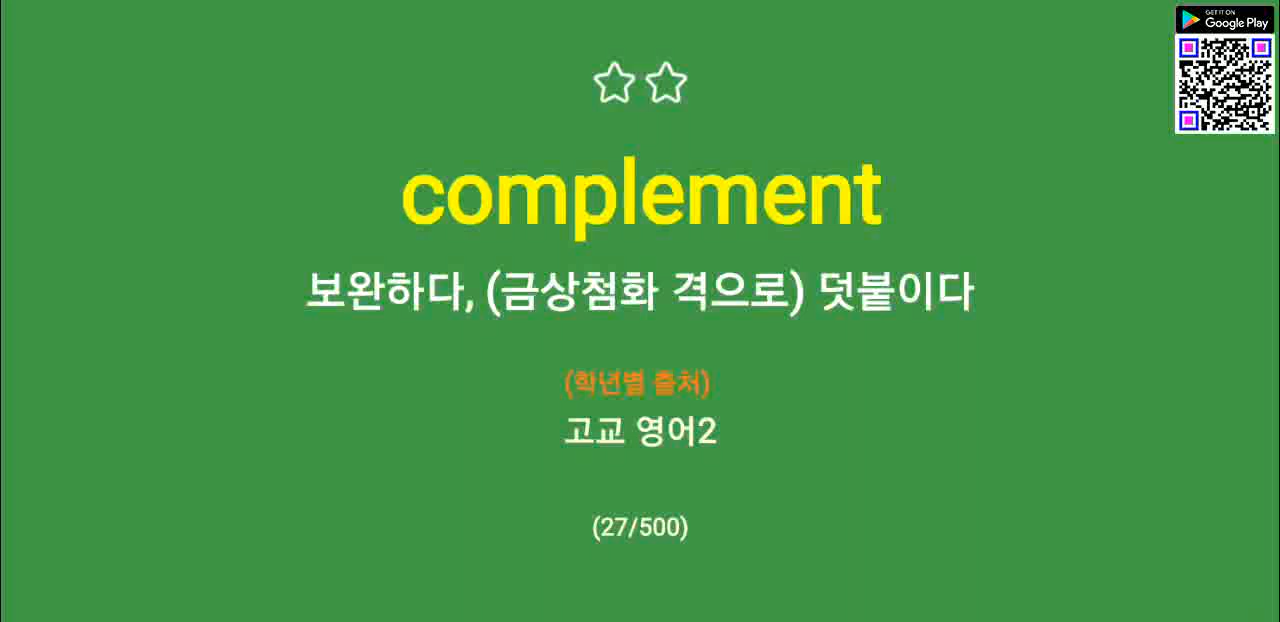 GET IT ON
Google Play
complement
보완하다, (금상첨화 격으로) 덧붙이다
(학년별 출처)
고교 영어2
(27/500)